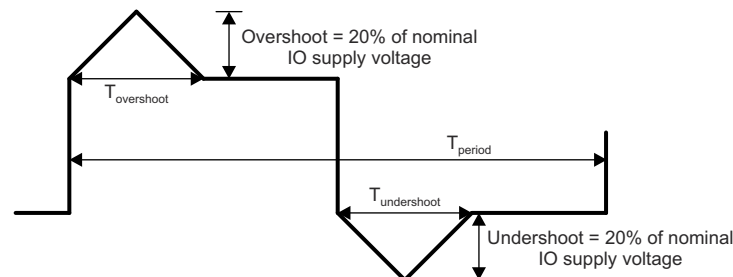 Overshoot = 20% of nominal
IO supply voltage
Tovershoot
Tperiod
Tundershoot
Undershoot = 20% of nominal
IO supply voltage